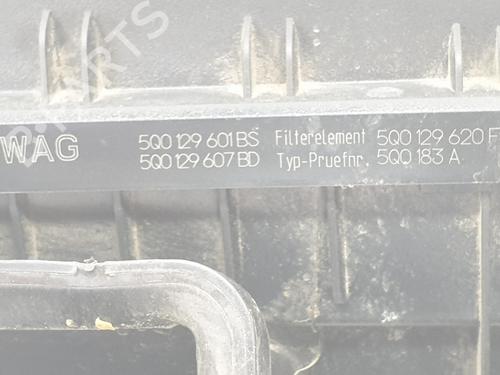 WAG 5Q0 129 601 BS Filterelement 5Q0 129 620 F
5Q0 129 607 BD Typ-Pruefnr. 5Q0 183 A